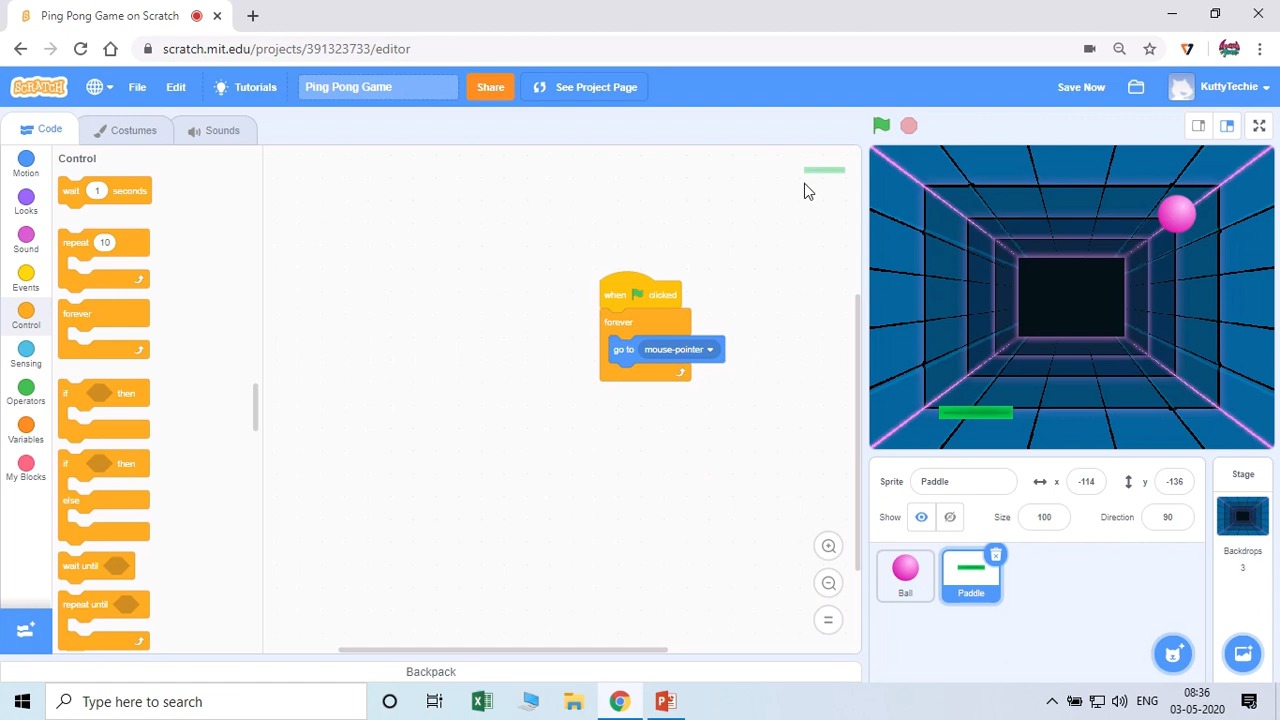 Ping Pong Game on Scratch
scratch.mit.edu/projects/391323733/editor
SCRATCH File Edit Tutorials Ping Pong Game Share See Project Page Save Now KuttyTechie
Code Costumes Sounds
Motion
Looks
Sound
Events
Control
Sensing
Operators
Variables
My Blocks
Control
wait 1 seconds
repeat 10
forever
if then
if then
else
wait until
repeat until
when clicked
forever
go to mouse-pointer
Backpack
Sprite Paddle x -114 y -136
Show Size 100 Direction 90
Ball
Paddle
Stage
Backdrops
3
Type here to search
ENG
08:36
03-05-2020